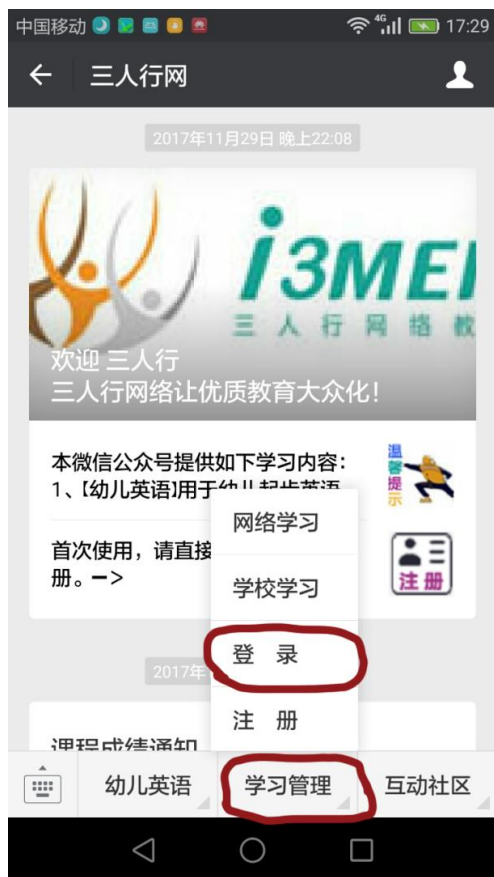 中国移动 4G 17:29
三人行网
2017年11月29日 晚上22:08
i3MEI
三人行网络教
欢迎 三人行
三人行网络让优质教育大众化！
本微信公众号提供如下学习内容：
1、【幼儿英语】用于幼儿起步英语
温馨提示
首次使用，请直接
册。—>
注册
网络学习
学校学习
登 录
注 册
2017年
课程成绩通知
幼儿英语 学习管理 互动社区